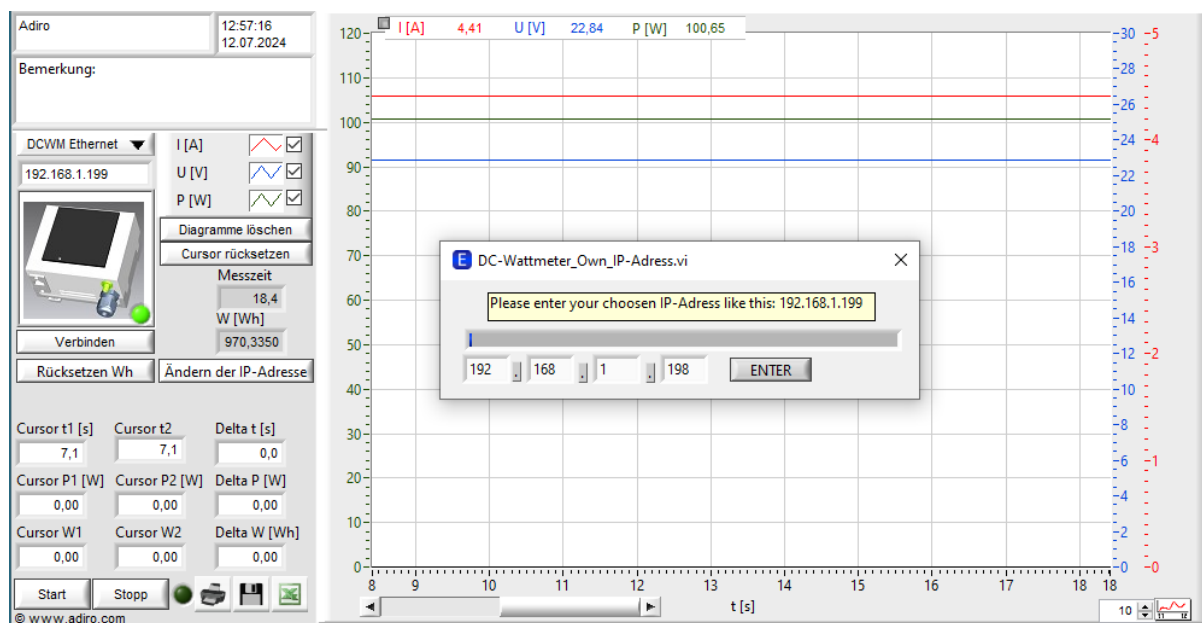 Adiro
12:57:16
12.07.2024
Bemerkung:
DCWM Ethernet
192.168.1.199
I [A]
U [V]
P [W]
Diagramme löschen
Cursor rücksetzen
Messzeit
18,4
W [Wh]
970,3350
Verbinden
Rücksetzen Wh
Ändern der IP-Adresse
Cursor t1 [s] Cursor t2 Delta t [s]
7,1 7,1 0,0
Cursor P1 [W] Cursor P2 [W] Delta P [W]
0,00 0,00 0,00
Cursor W1 Cursor W2 Delta W [Wh]
0,00 0,00 0,00
Start Stopp
© www.adiro.com
I [A] 4,41 U [V] 22,84 P [W] 100,65
120
110
100
90
80
70
60
50
40
30
20
10
0
E DC-Wattmeter_Own_IP-Adress.vi
Please enter your choosen IP-Adress like this: 192.168.1.199
192 . 168 . 1 . 198 ENTER
30
28
26
24
22
20
18
16
14
12
10
8
6
4
2
0
5
4
3
2
1
0
8 9 10 11 12 13 14 15 16 17 18 18
t [s]
10
11 12